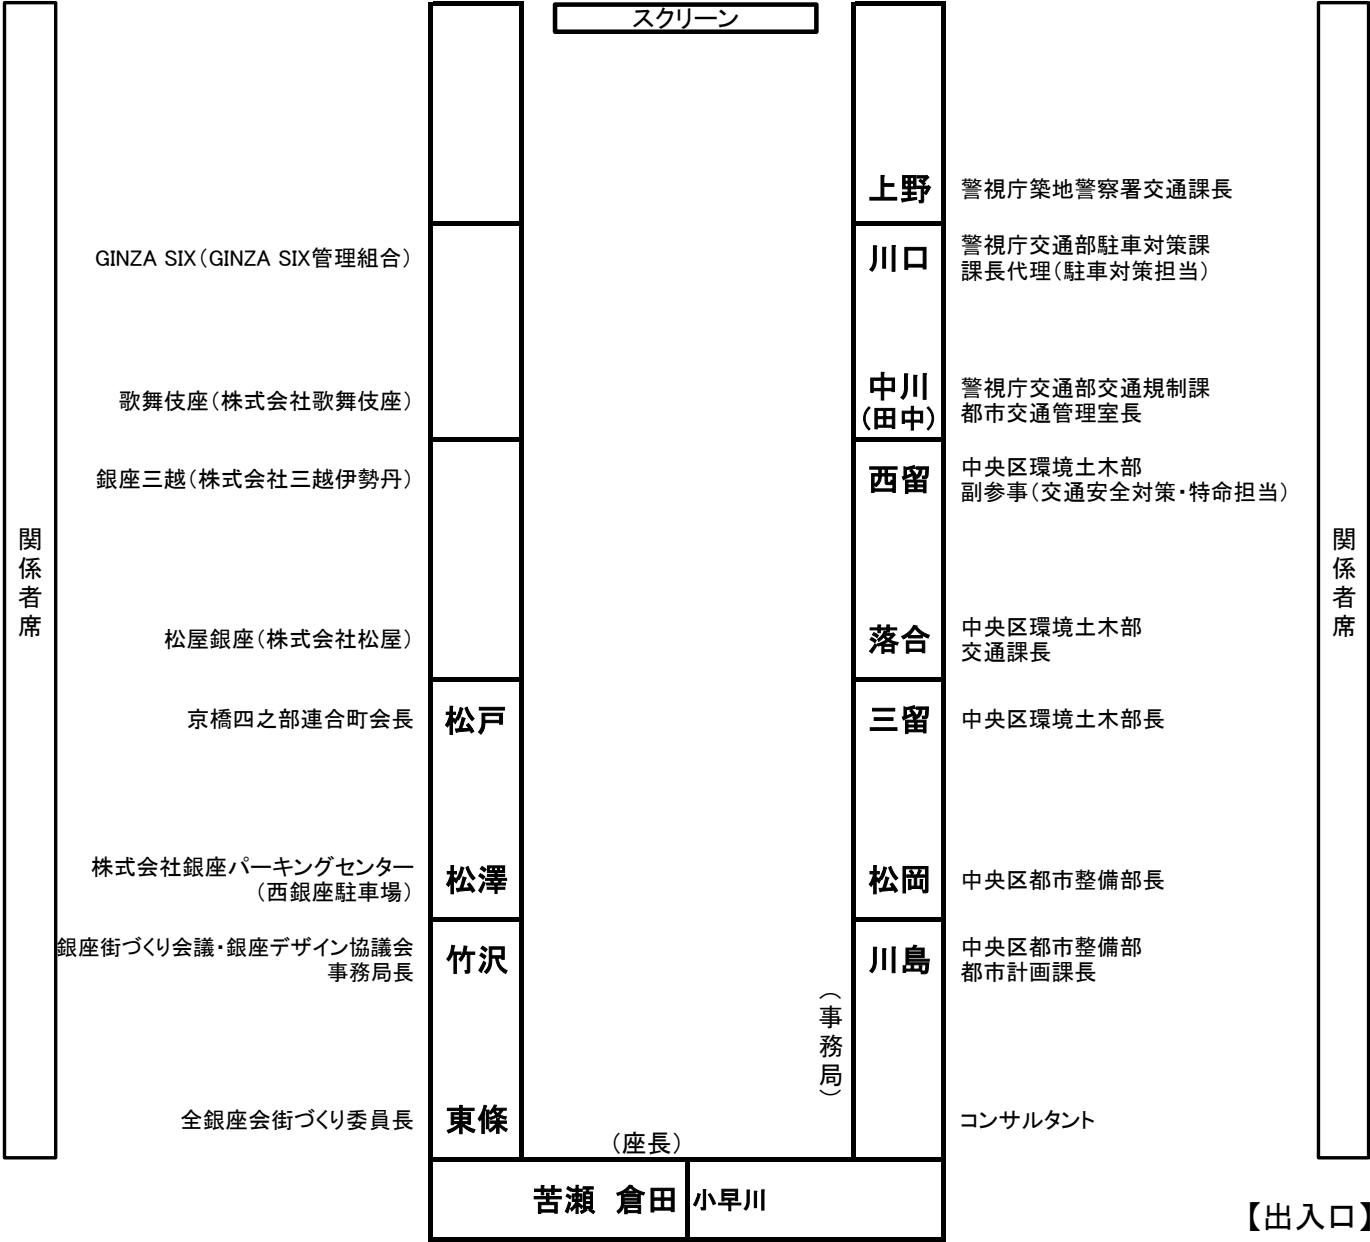 スクリーン
上野
警視庁築地警察署交通課長
GINZA SIX(GINZA SIX管理組合)
川口
警視庁交通部駐車対策課
課長代理(駐車対策担当)
歌舞伎座(株式会社歌舞伎座)
中川
(田中)
警視庁交通部交通規制課
都市交通管理室長
銀座三越(株式会社三越伊勢丹)
西留
中央区環境土木部
副参事(交通安全対策・特命担当)
関係者席
関係者席
松屋銀座(株式会社松屋)
落合
中央区環境土木部
交通課長
京橋四之部連合町会長
松戸
三留
中央区環境土木部長
株式会社銀座パーキングセンター
(西銀座駐車場)
松澤
松岡
中央区都市整備部長
銀座街づくり会議・銀座デザイン協議会
事務局長
竹沢
川島
中央区都市整備部
都市計画課長
(事務局)
全銀座会街づくり委員長
東條
コンサルタント
(座長)
苦瀬 倉田
小早川
【出入口】